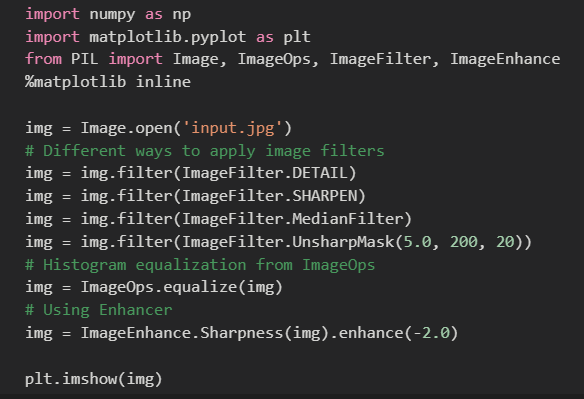 import numpy as np
import matplotlib.pyplot as plt
from PIL import Image, ImageOps, ImageFilter, ImageEnhance
%matplotlib inline
img = Image.open('input.jpg')
# Different ways to apply image filters
img = img.filter(ImageFilter.DETAIL)
img = img.filter(ImageFilter.SHARPEN)
img = img.filter(ImageFilter.MedianFilter)
img = img.filter(ImageFilter.UnsharpMask(5.0, 200, 20))
# Histogram equalization from ImageOps
img = ImageOps.equalize(img)
# Using Enhancer
img = ImageEnhance.Sharpness(img).enhance(-2.0)
plt.imshow(img)